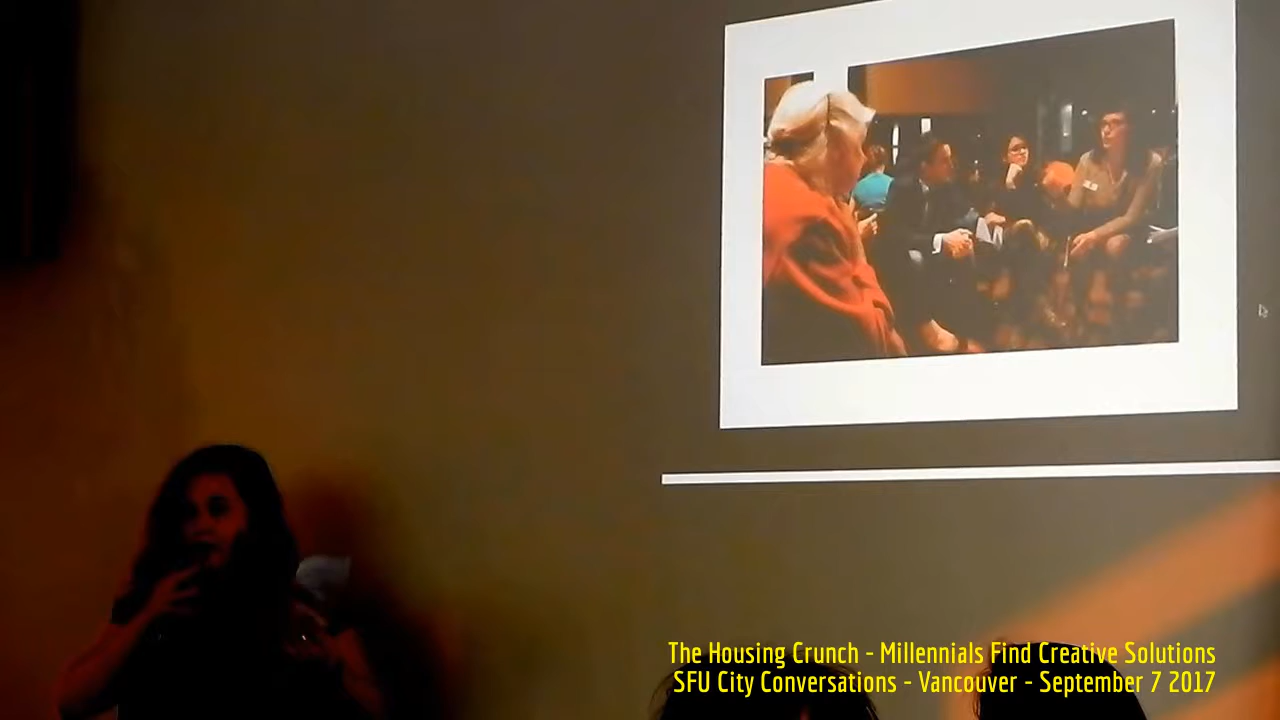 The Housing Crunch - Millennials Find Creative Solutions
SFU City Conversations - Vancouver - September 7 2017